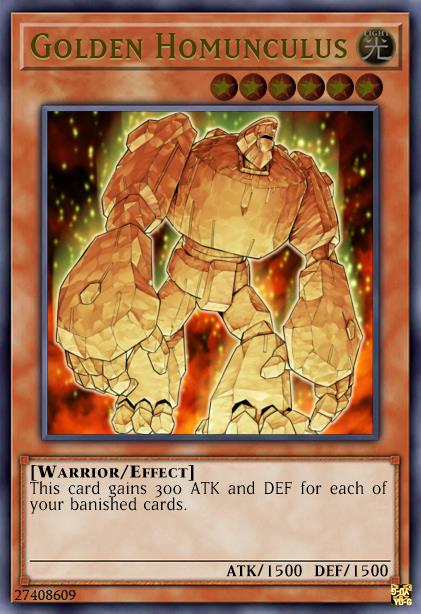 Golden Homunculus
LIGHT
光
[Warrior/Effect]
This card gains 300 ATK and DEF for each of
your banished cards.
ATK/1500 DEF/1500
27408609